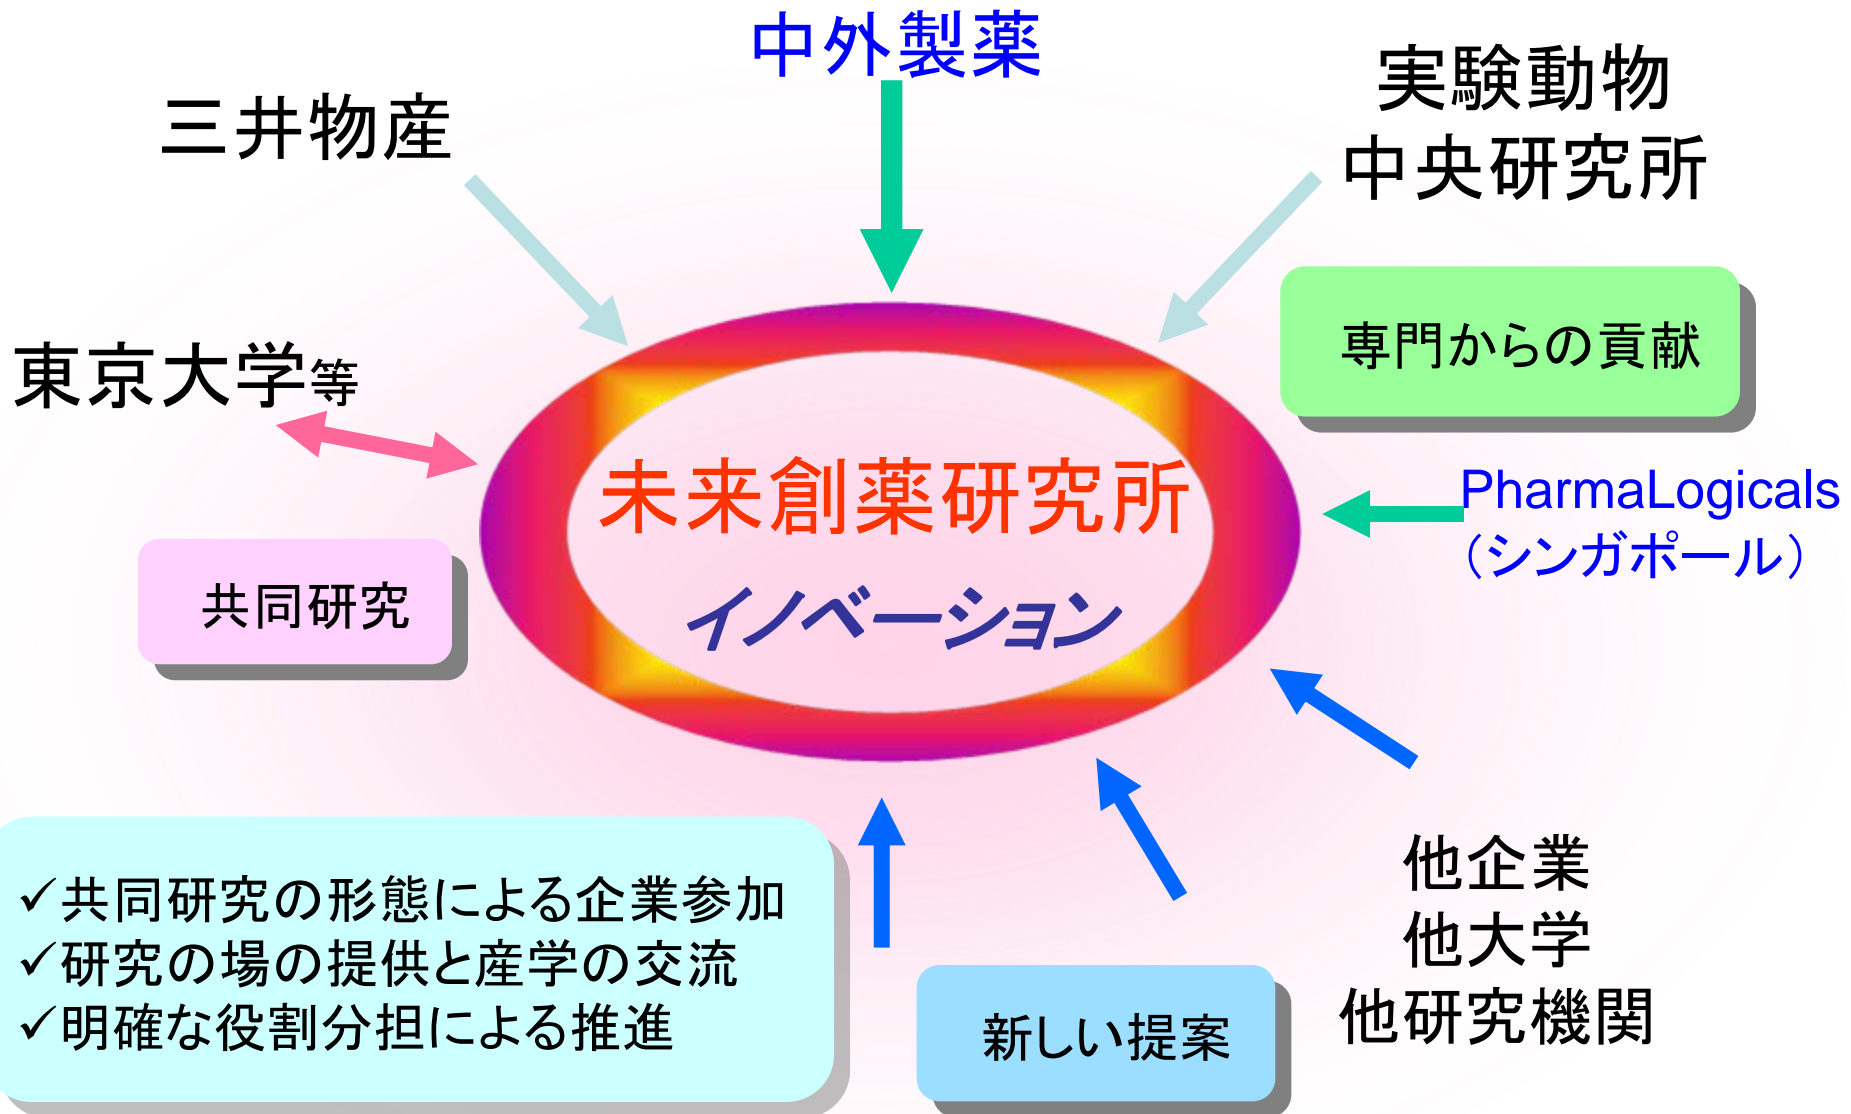 中外製薬
三井物産
実験動物
中央研究所
東京大学等
専門からの貢献
未来創薬研究所
イノベーション
PharmaLogicals
（シンガポール）
共同研究
✓共同研究の形態による企業参加
✓研究の場の提供と産学の交流
✓明確な役割分担による推進
新しい提案
他企業
他大学
他研究機関